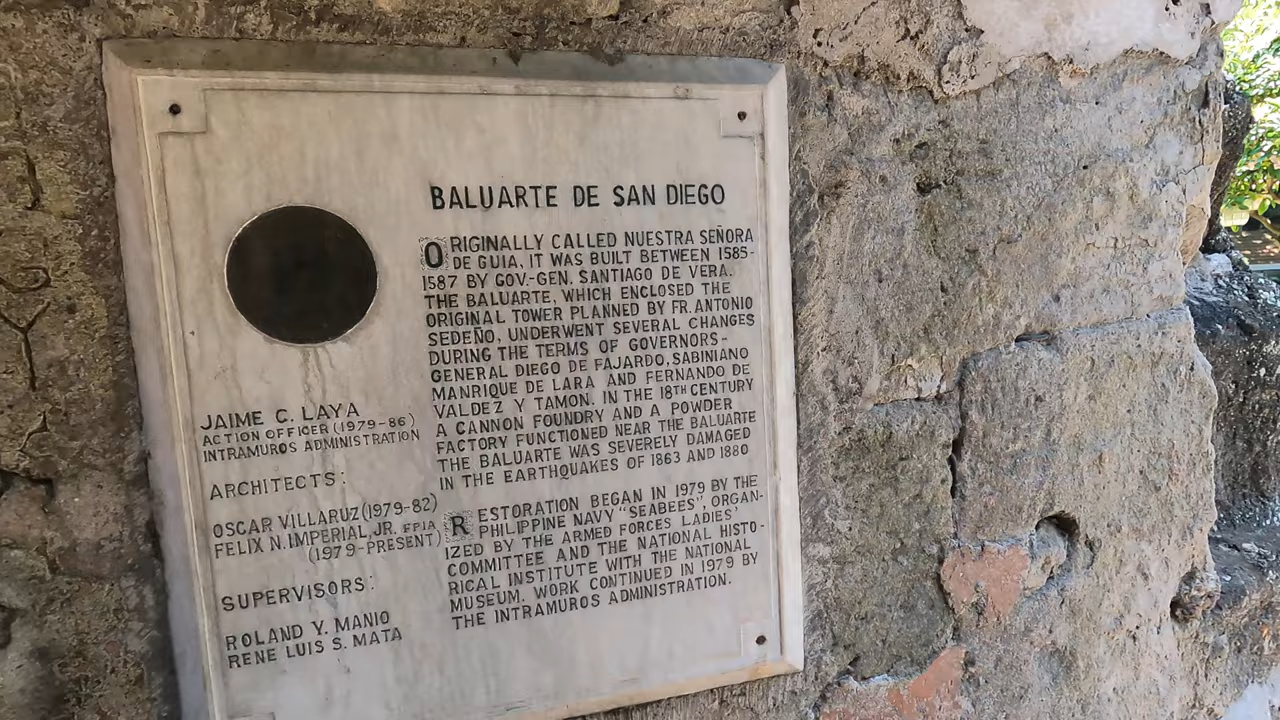 BALUARTE DE SAN DIEGO
ORIGINALLY CALLED NUESTRA SEÑORA
DE GUIA, IT WAS BUILT BETWEEN 1585-
1587 BY GOV.-GEN. SANTIAGO DE VERA.
THE BALUARTE, WHICH ENCLOSED THE
ORIGINAL TOWER PLANNED BY FR. ANTONIO
SEDEÑO, UNDERWENT SEVERAL CHANGES
DURING THE TERMS OF GOVERNORS-
GENERAL DIEGO DE FAJARDO, SABINIANO
MANRIQUE DE LARA AND FERNANDO DE
VALDEZ Y TAMON. IN THE 18TH CENTURY
A CANNON FOUNDRY AND A POWDER
FACTORY FUNCTIONED NEAR THE BALUARTE
THE BALUARTE WAS SEVERELY DAMAGED
IN THE EARTHQUAKES OF 1863 AND 1880
RESTORATION BEGAN IN 1979 BY THE
PHILIPPINE NAVY "SEABEES", ORGAN-
IZED BY THE ARMED FORCES LADIES'
COMMITTEE AND THE NATIONAL HISTO-
RICAL INSTITUTE WITH THE NATIONAL
MUSEUM. WORK CONTINUED IN 1979 BY
THE INTRAMUROS ADMINISTRATION.
JAIME C. LAYA
ACTION OFFICER (1979-86)
INTRAMUROS ADMINISTRATION
ARCHITECTS:
OSCAR VILLARUZ (1979-82)
FELIX N. IMPERIAL, JR. FPIA
(1979-PRESENT)
SUPERVISORS:
ROLAND Y. MANIO
RENE LUIS S. MATA